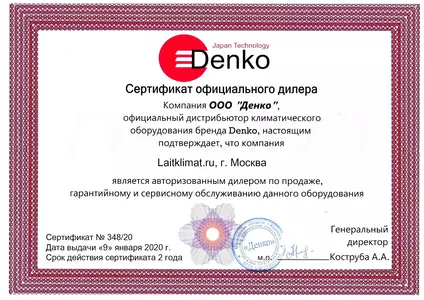 Japan Technology
Denko
Сертификат официального дилера
Компания ООО "Денко",
официальный дистрибьютор климатического
оборудования бренда Denko, настоящим
подтверждает, что компания
Laitklimat.ru, г. Москва
является авторизованным дилером по продаже,
гарантийному и сервисному обслуживанию данного оборудования
Сертификат № 348/20
Дата выдачи «9» января 2020 г.
Срок действия сертификата 2 года
«Денко»
м.п.
Генеральный
директор
Коструба А.А.